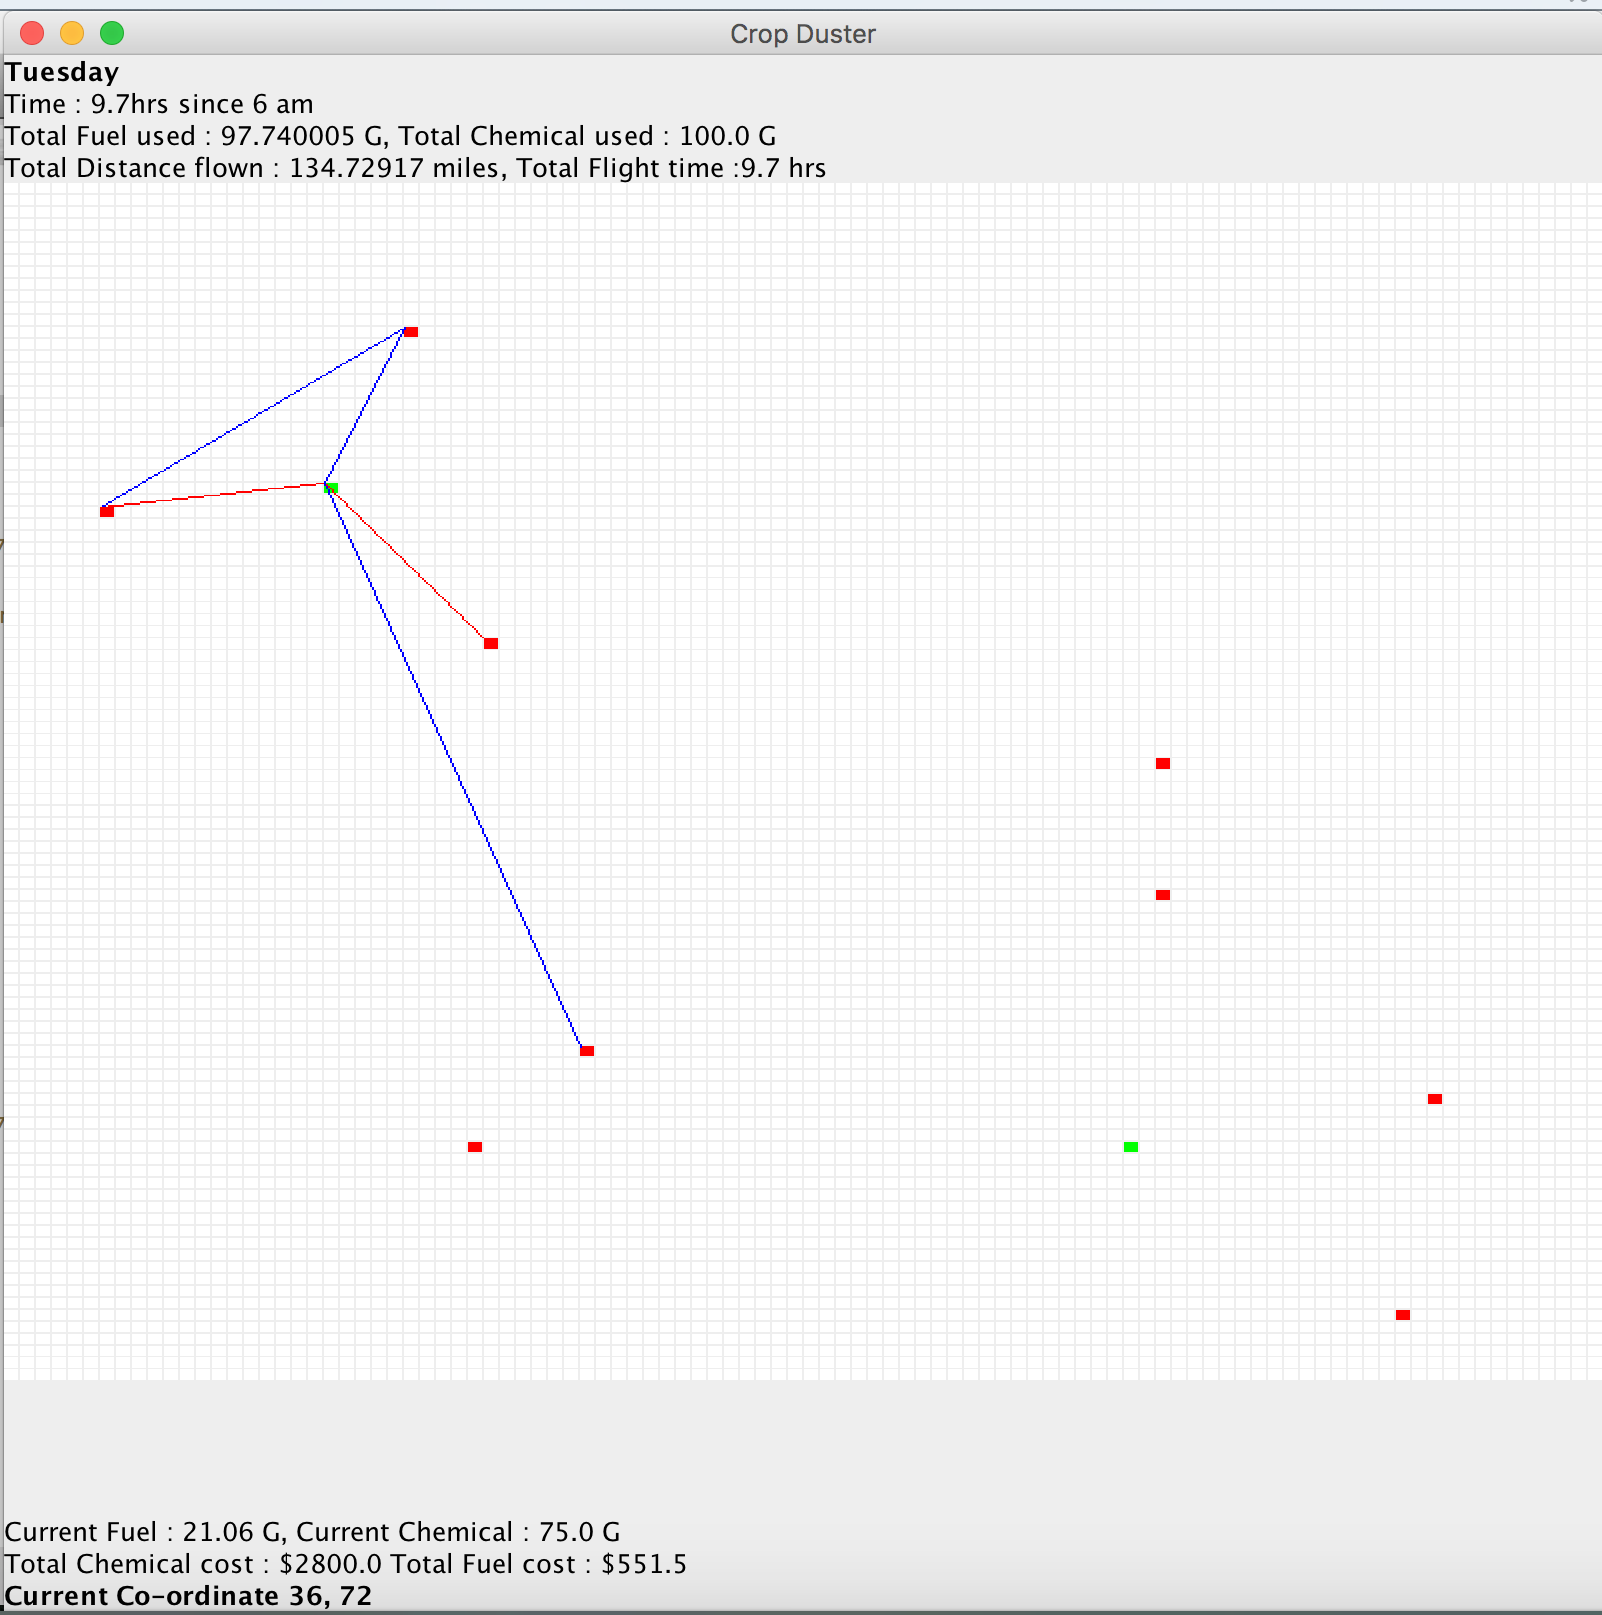 Crop Duster
Tuesday
Time : 9.7hrs since 6 am
Total Fuel used : 97.740005 G, Total Chemical used : 100.0 G
Total Distance flown : 134.72917 miles, Total Flight time :9.7 hrs
Current Fuel : 21.06 G, Current Chemical : 75.0 G
Total Chemical cost : $2800.0 Total Fuel cost : $551.5
Current Co-ordinate 36, 72